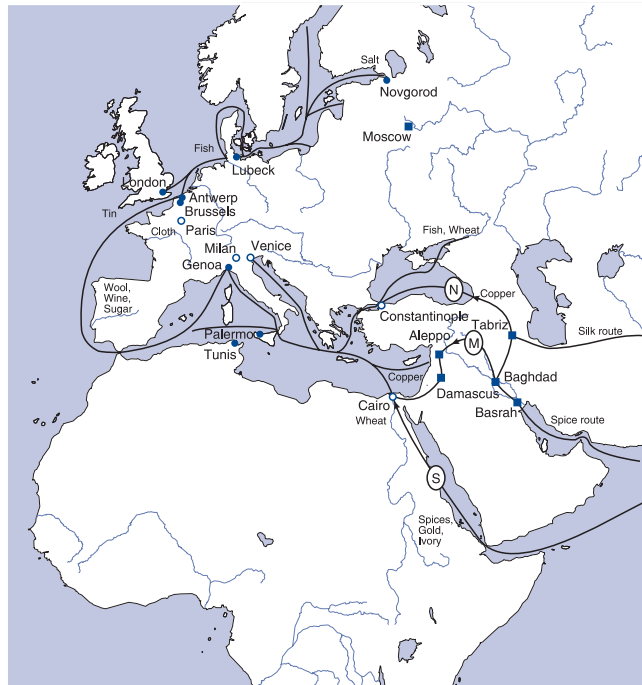 Salt
Novgorod
Moscow
Fish
Lubeck
London
Antwerp
Tin
Brussels
Cloth
Paris
Milan
Venice
Fish, Wheat
Genoa
Wool,
Wine,
Sugar
N
Copper
Constantinople
Tabriz
Palermo
Aleppo
M
Silk route
Tunis
Copper
Baghdad
Damascus
Cairo
Basrah
Wheat
Spice route
S
Spices,
Gold,
Ivory